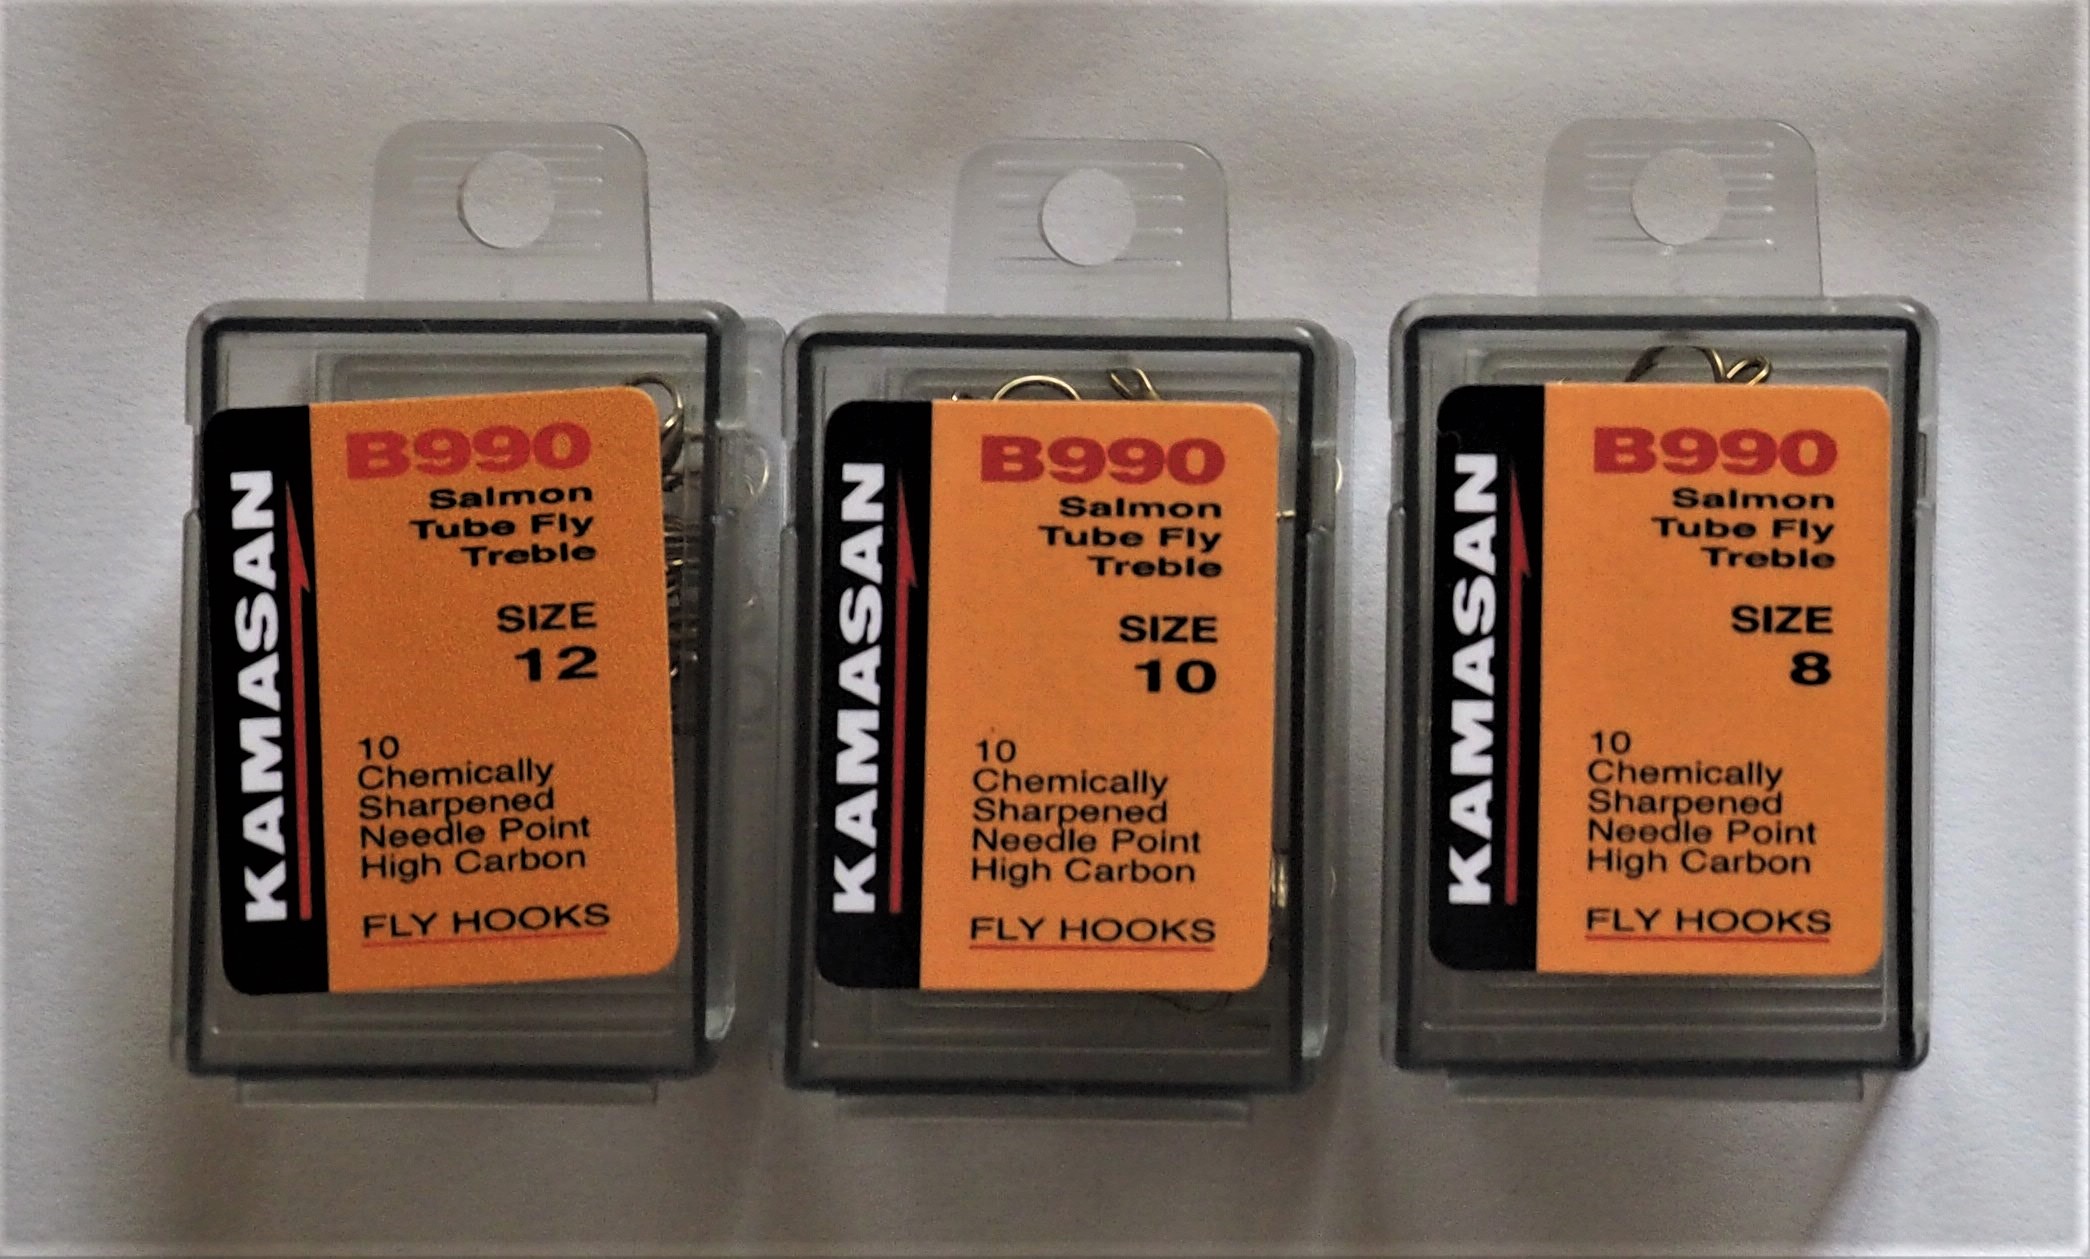 KAMASAN
B990
Salmon
Tube Fly
Treble
SIZE
12
10
Chemically
Sharpened
Needle Point
High Carbon
FLY HOOKS
KAMASAN
B990
Salmon
Tube Fly
Treble
SIZE
10
10
Chemically
Sharpened
Needle Point
High Carbon
FLY HOOKS
KAMASAN
B990
Salmon
Tube Fly
Treble
SIZE
8
10
Chemically
Sharpened
Needle Point
High Carbon
FLY HOOKS